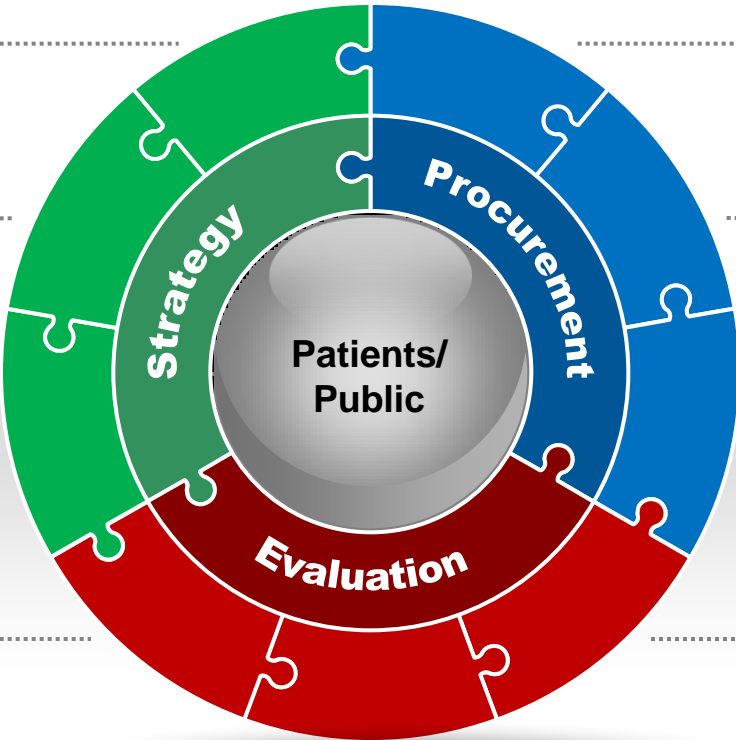 Strategy
Procurement
Patients/
Public
Evaluation